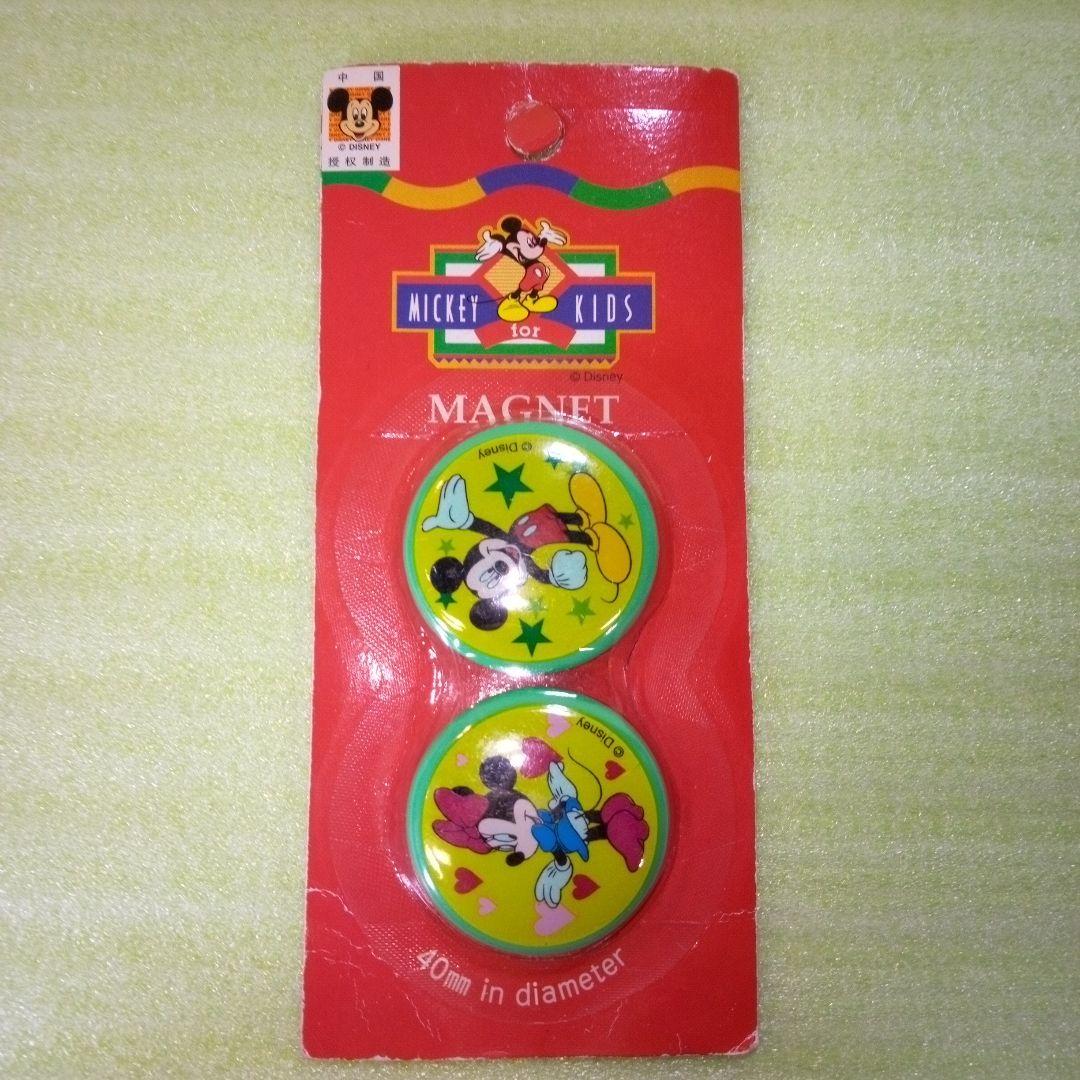 中 国
© DISNEY
授权制造
MICKEY for KIDS
© Disney
MAGNET
© Disney
© Disney
40mm in diameter